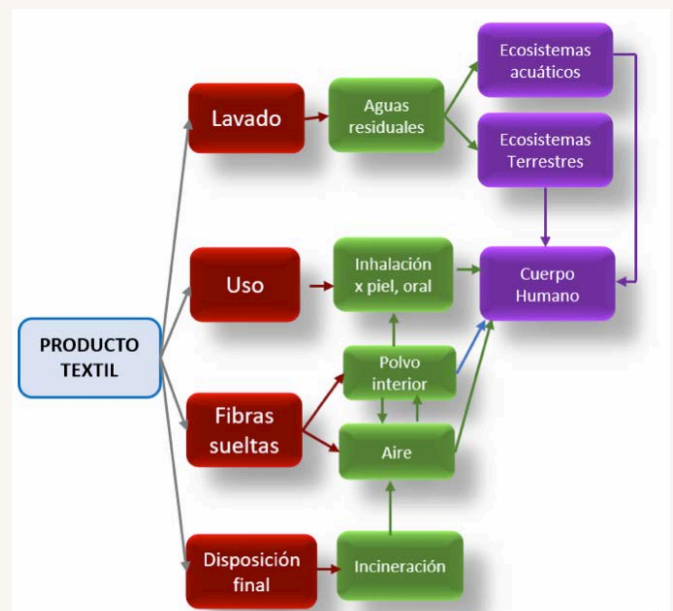 Ecosistemas
acuáticos
Lavado
Aguas
residuales
Ecosistemas
Terrestres
Uso
Inhalación
x piel, oral
Cuerpo
Humano
PRODUCTO
TEXTIL
Polvo
interior
Fibras
sueltas
Aire
Disposición
final
Incineración